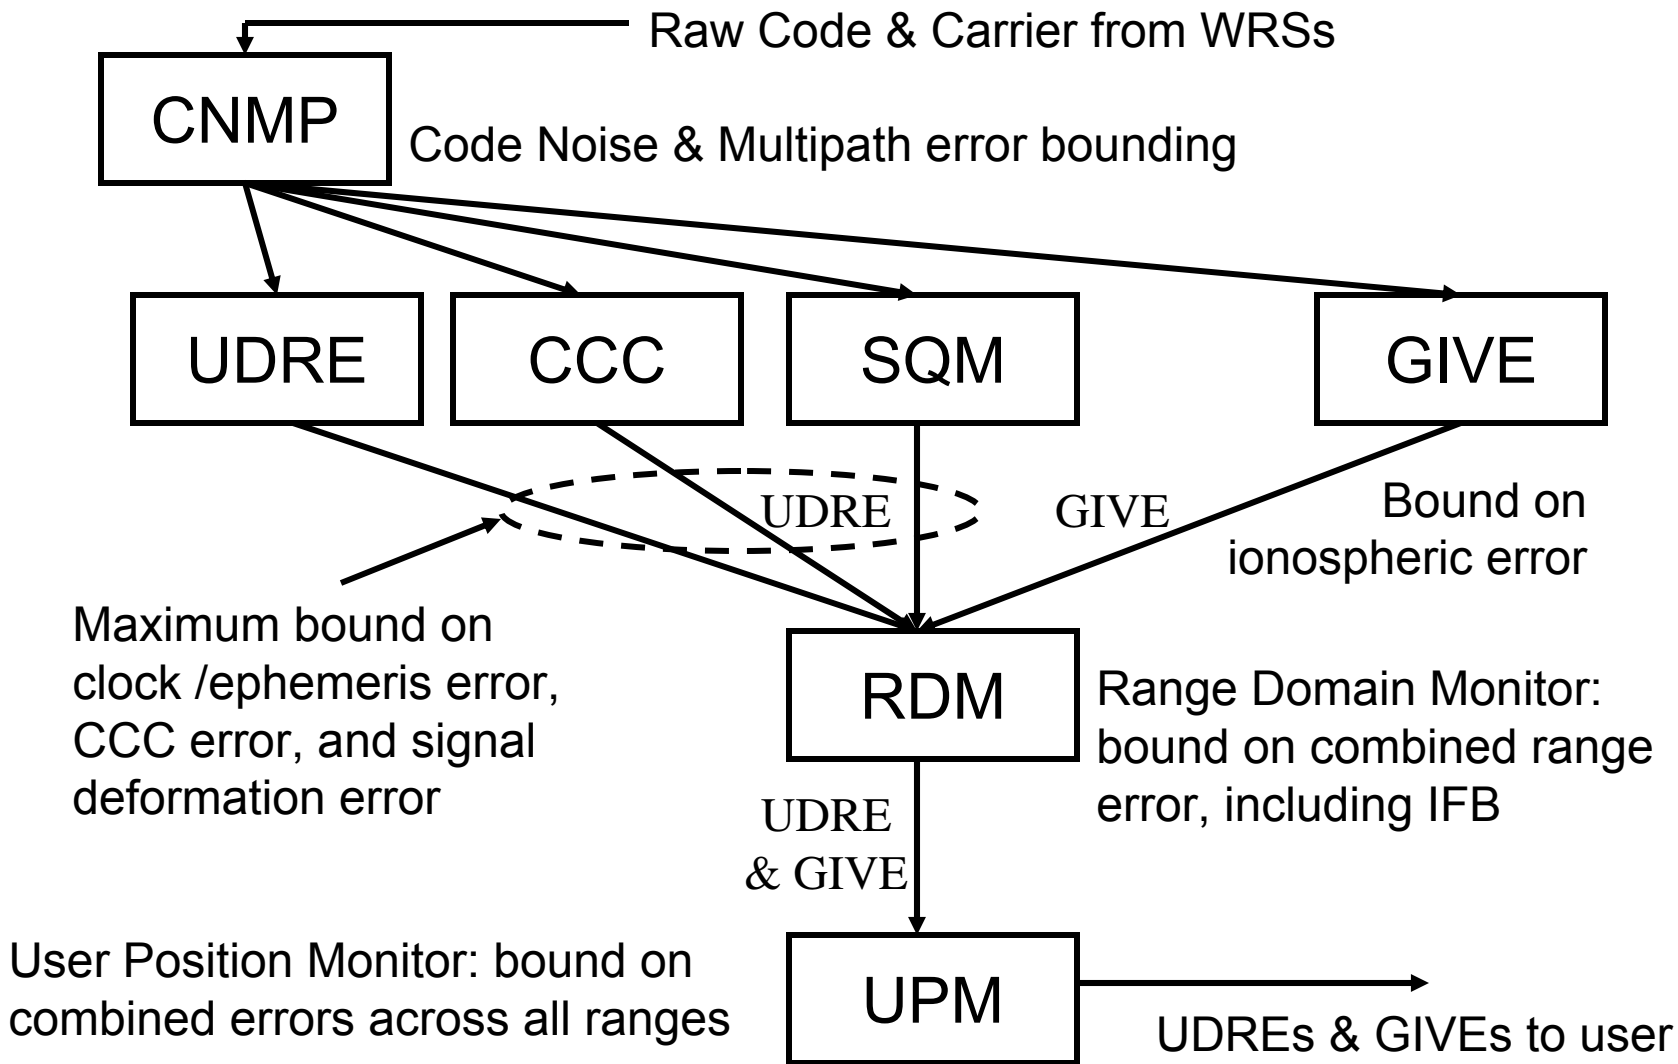 Raw Code & Carrier from WRSs
CNMP
Code Noise & Multipath error bounding
UDRE
CCC
SQM
GIVE
UDRE
GIVE
Bound on
ionospheric error
Maximum bound on
clock /ephemeris error,
CCC error, and signal
deformation error
RDM
Range Domain Monitor:
bound on combined range
error, including IFB
UDRE
& GIVE
User Position Monitor: bound on
combined errors across all ranges
UPM
UDREs & GIVEs to user